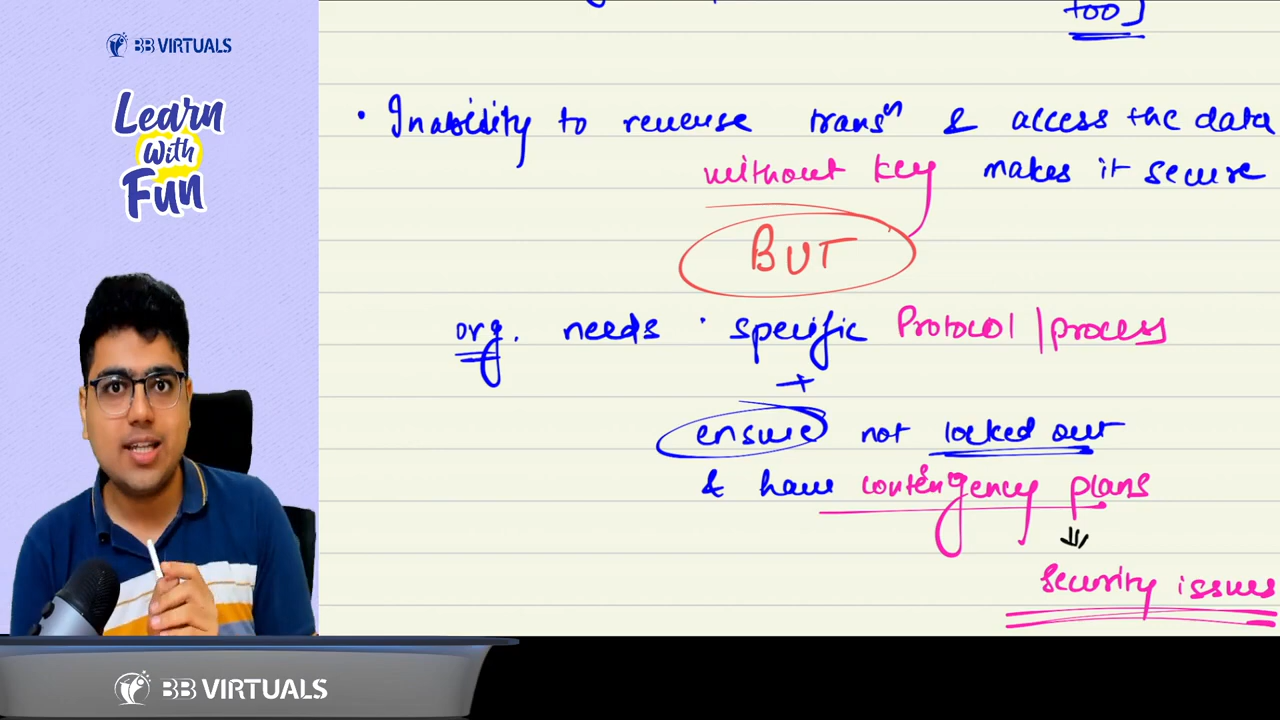 BB VIRTUALS
Learn
With
Fun
too]
• Inability to reverse transⁿ & access the data
without key makes it secure
BUT
org. needs • specific Protocol | process
+
ensure not locked out
& have contengency plans
⇓
security issues
BB VIRTUALS